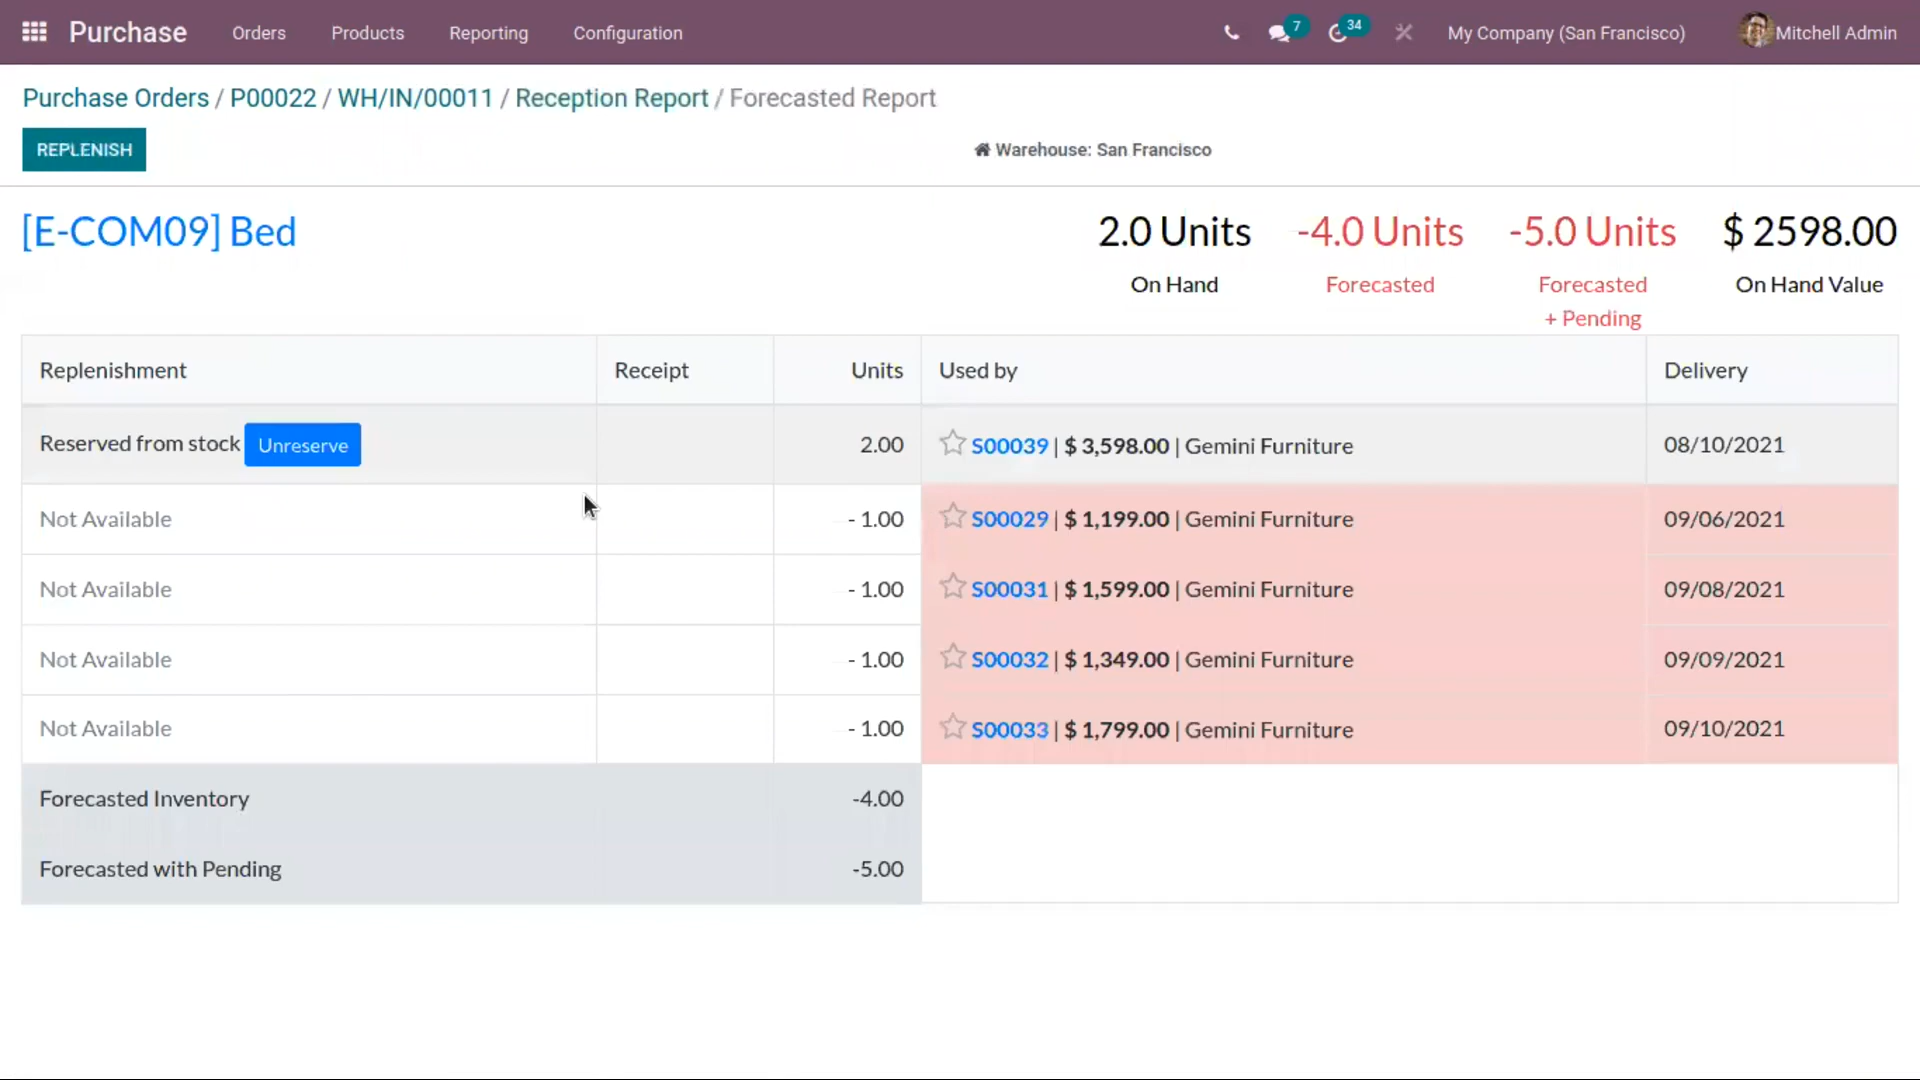 Purchase Orders Products Reporting Configuration 7 34 My Company (San Francisco) Mitchell Admin
Purchase Orders / P00022 / WH/IN/00011 / Reception Report / Forecasted Report
REPLENISH Warehouse: San Francisco
[E-COM09] Bed 2.0 Units -4.0 Units -5.0 Units $ 2598.00
On Hand Forecasted Forecasted On Hand Value
+ Pending
Replenishment Receipt Units Used by Delivery
Reserved from stock Unreserve 2.00 S00039 | $ 3,598.00 | Gemini Furniture 08/10/2021
Not Available - 1.00 S00029 | $ 1,199.00 | Gemini Furniture 09/06/2021
Not Available - 1.00 S00031 | $ 1,599.00 | Gemini Furniture 09/08/2021
Not Available - 1.00 S00032 | $ 1,349.00 | Gemini Furniture 09/09/2021
Not Available - 1.00 S00033 | $ 1,799.00 | Gemini Furniture 09/10/2021
Forecasted Inventory -4.00
Forecasted with Pending -5.00